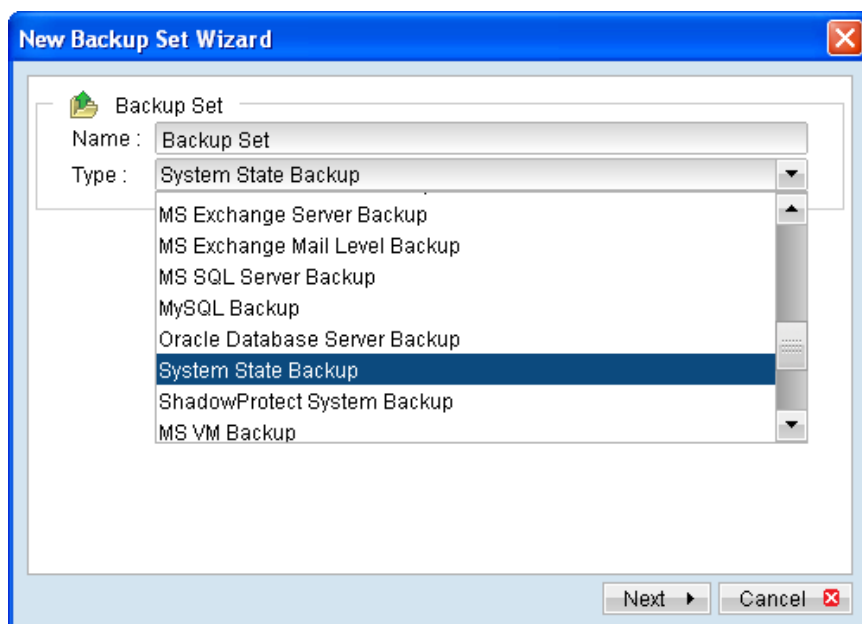 New Backup Set Wizard
Backup Set
Name : Backup Set
Type : System State Backup
MS Exchange Server Backup
MS Exchange Mail Level Backup
MS SQL Server Backup
MySQL Backup
Oracle Database Server Backup
System State Backup
ShadowProtect System Backup
MS VM Backup
Next Cancel